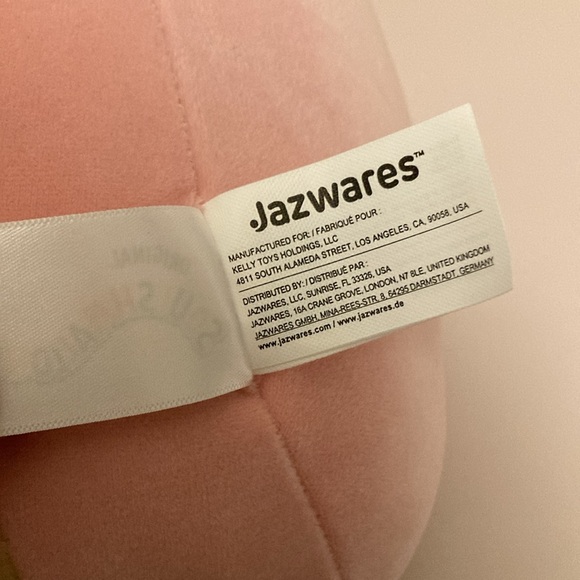 Jazwares™
MANUFACTURED FOR: / FABRIQUÉ POUR :
KELLY TOYS HOLDINGS, LLC
4811 SOUTH ALAMEDA STREET, LOS ANGELES, CA, 90058, USA
DISTRIBUTED BY: / DISTRIBUÉ PAR :
JAZWARES, LLC, SUNRISE, FL 33325, USA
JAZWARES, 16A CRANE GROVE, LONDON, N7 8LE, UNITED KINGDOM
JAZWARES GMBH, MINA-REES-STR. 8, 64295 DARMSTADT, GERMANY
www.jazwares.com / www.jazwares.de